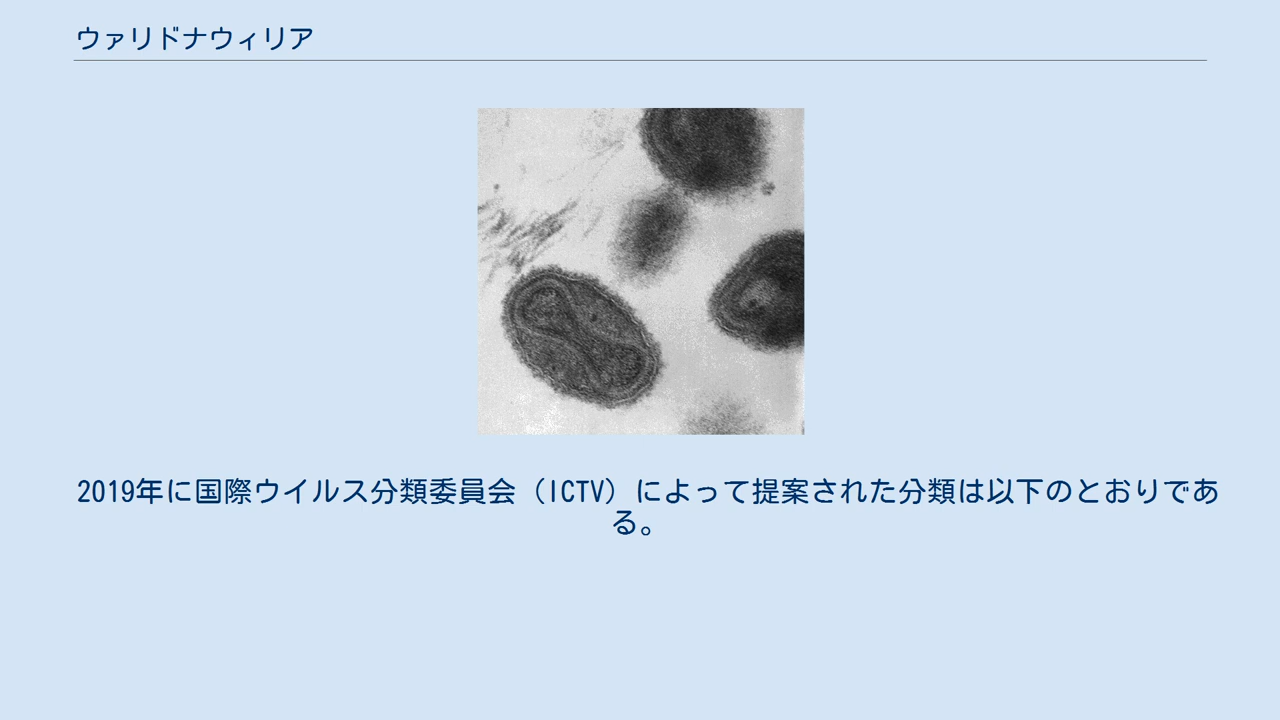 ウァリドナウィリア
2019年に国際ウイルス分類委員会（ICTV）によって提案された分類は以下のとおりであ
る。